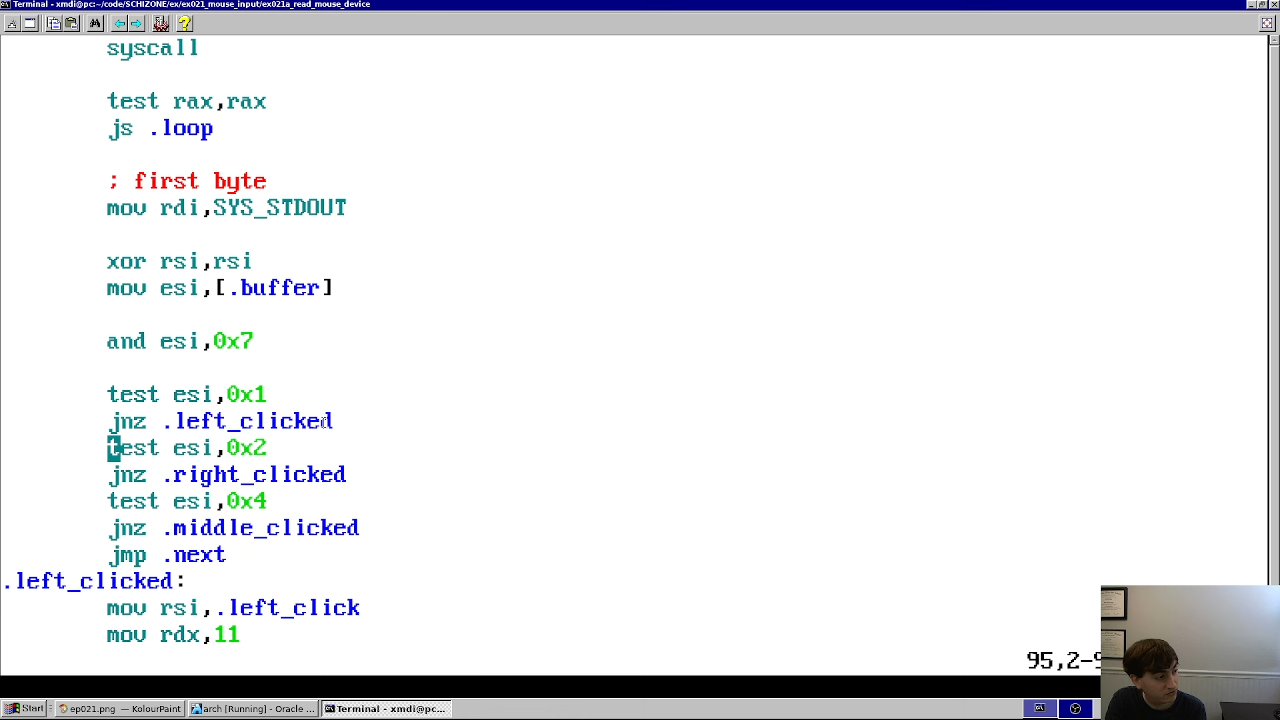 Terminal - xmdi@pc:~/code/SCHIZONE/ex/ex021_mouse_input/ex021a_read_mouse_device
syscall
test rax,rax
js .loop
; first byte
mov rdi,SYS_STDOUT
xor rsi,rsi
mov esi,[.buffer]
and esi,0x7
test esi,0x1
jnz .left_clicked
test esi,0x2
jnz .right_clicked
test esi,0x4
jnz .middle_clicked
jmp .next
.left_clicked:
mov rsi,.left_click
mov rdx,11
95,2-9
Start
ep021.png — KolourPaint
arch [Running] - Oracle ...
Terminal - xmdi@pc...